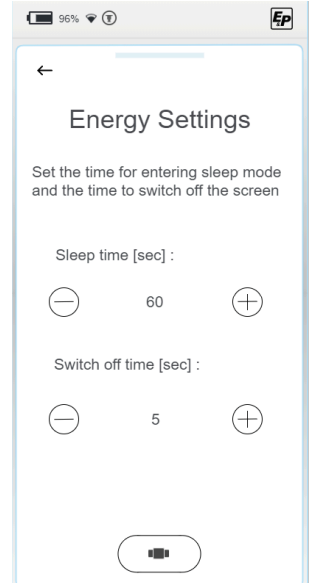 96%
E&P
Energy Settings
Set the time for entering sleep mode
and the time to switch off the screen
Sleep time [sec] :
60
Switch off time [sec] :
5